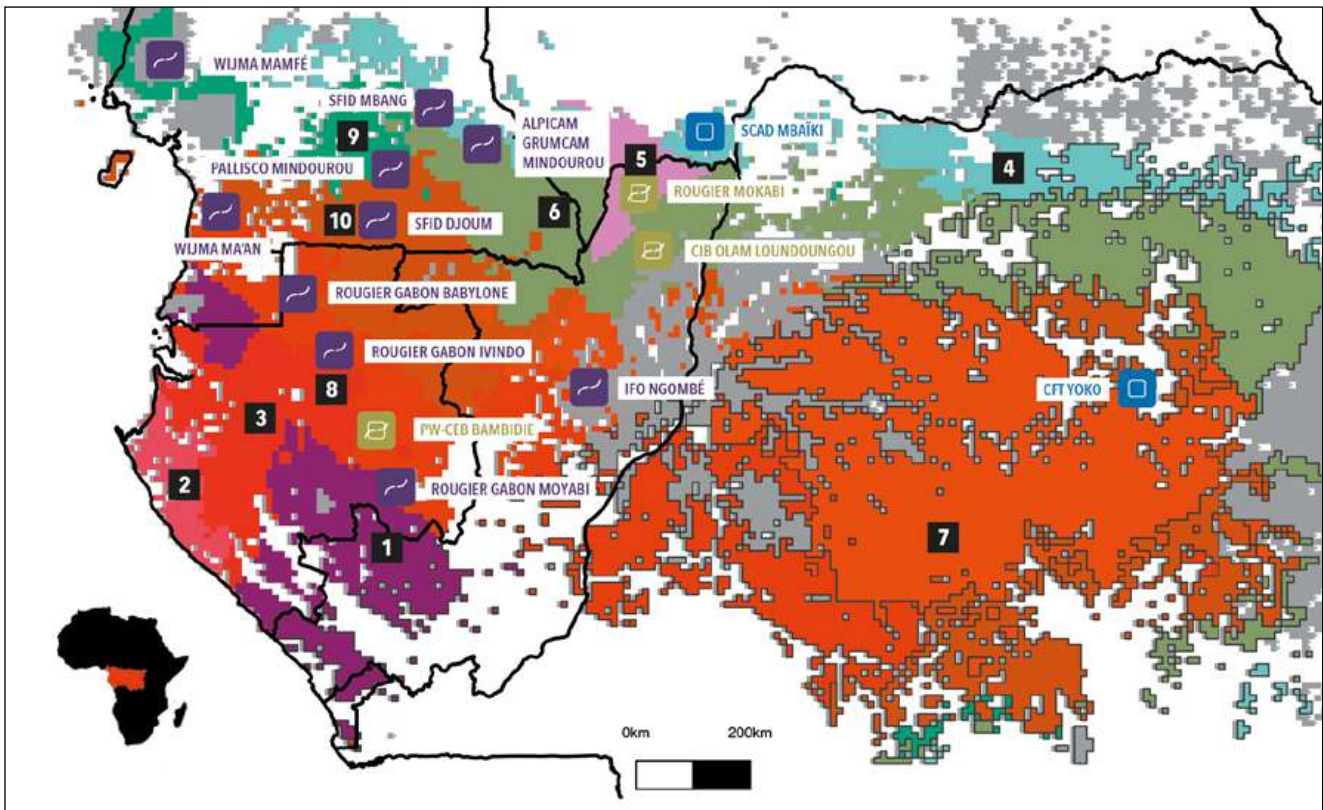 WIJMA MAMFÉ
SFID MBANG
ALPICAM
GRUMCAM
MINDOUROU
SCAD MBAÏKI
9
5
4
PALLISCO MINDOUROU
ROUGIER MOKABI
10
SFID DJOUM
6
WIJMA MA'AN
CIB OLAM LOUNDOUNGOU
ROUGIER GABON BABYLONE
ROUGIER GABON IVINDO
8
IFO NGOMBÉ
CFT YOKO
3
PW-CEB BAMBIDIE
2
ROUGIER GABON MOYABI
1
7
0km
200km